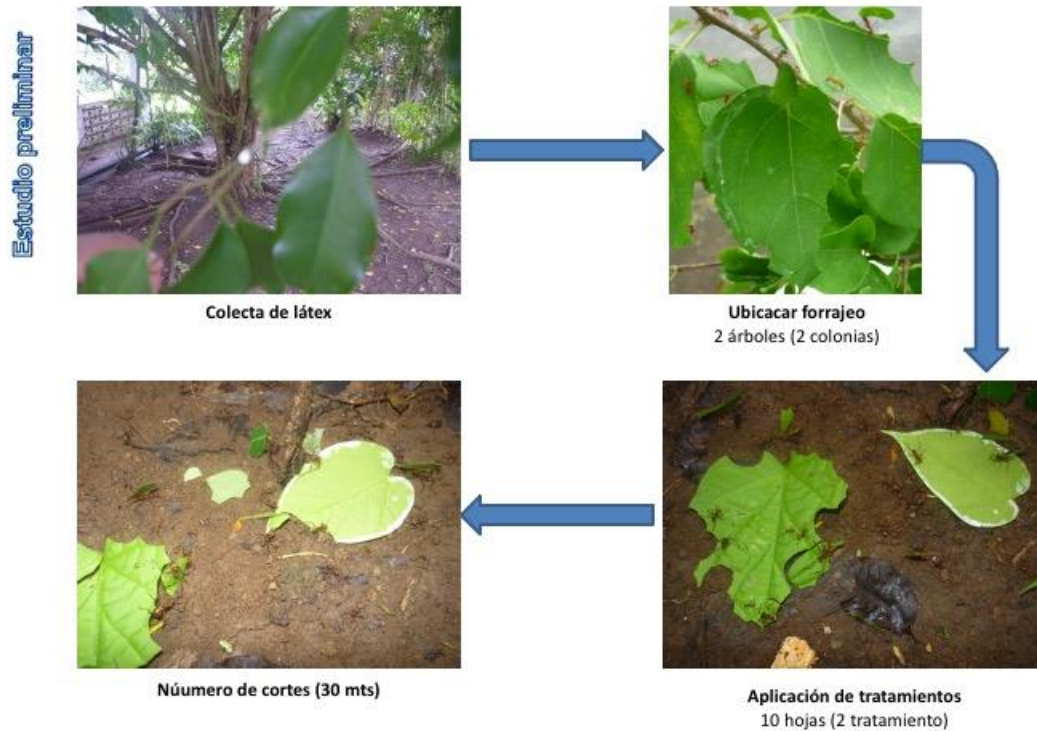 Estudio preliminar
Colecta de látex
Ubicacar forrajeo
2 árboles (2 colonias)
Aplicación de tratamientos
10 hojas (2 tratamiento)
Núumero de cortes (30 mts)